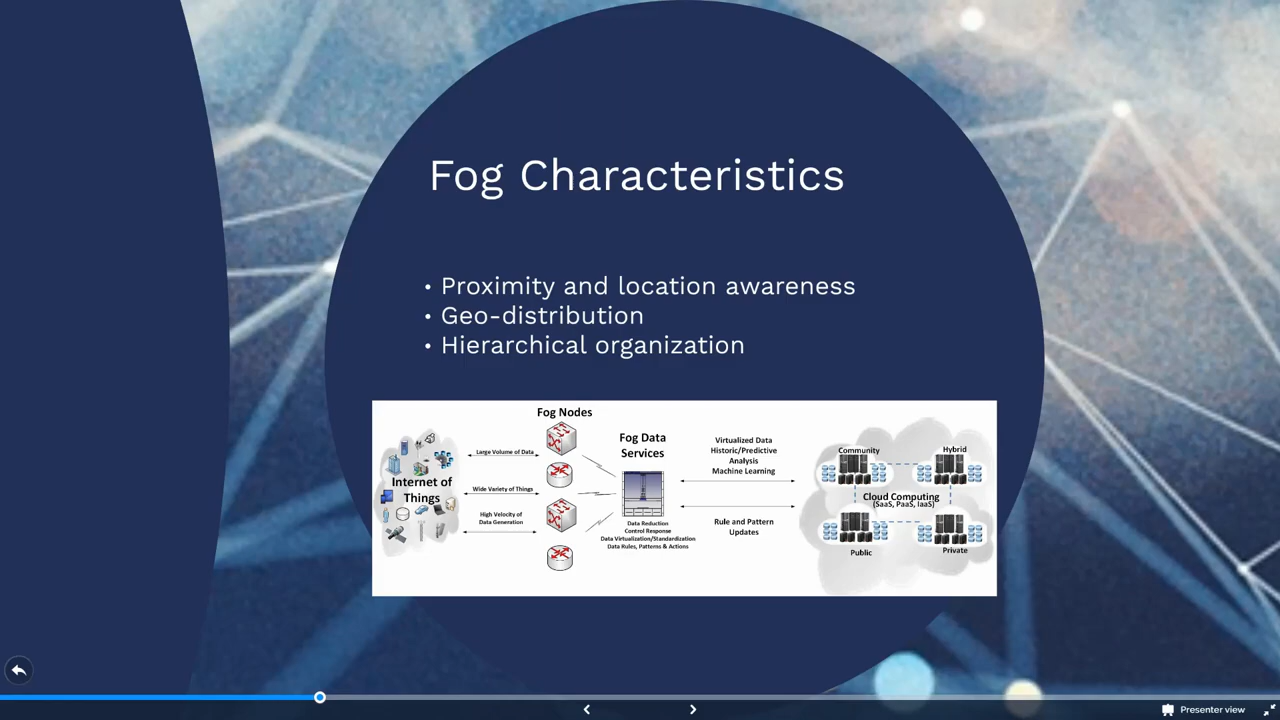 Fog Characteristics
• Proximity and location awareness
• Geo-distribution
• Hierarchical organization
Fog Nodes
Internet of
Things
Large Volume of Data
Wide Variety of Things
High Velocity of
Data Generation
Fog Data
Services
Data Reduction
Control Response
Data Virtualization/Standardization
Data Rules, Patterns & Actions
Virtualized Data
Historic/Predictive
Analysis
Machine Learning
Rule and Pattern
Updates
Community
Hybrid
Cloud Computing
(SaaS, PaaS, IaaS)
Public
Private
Presenter view